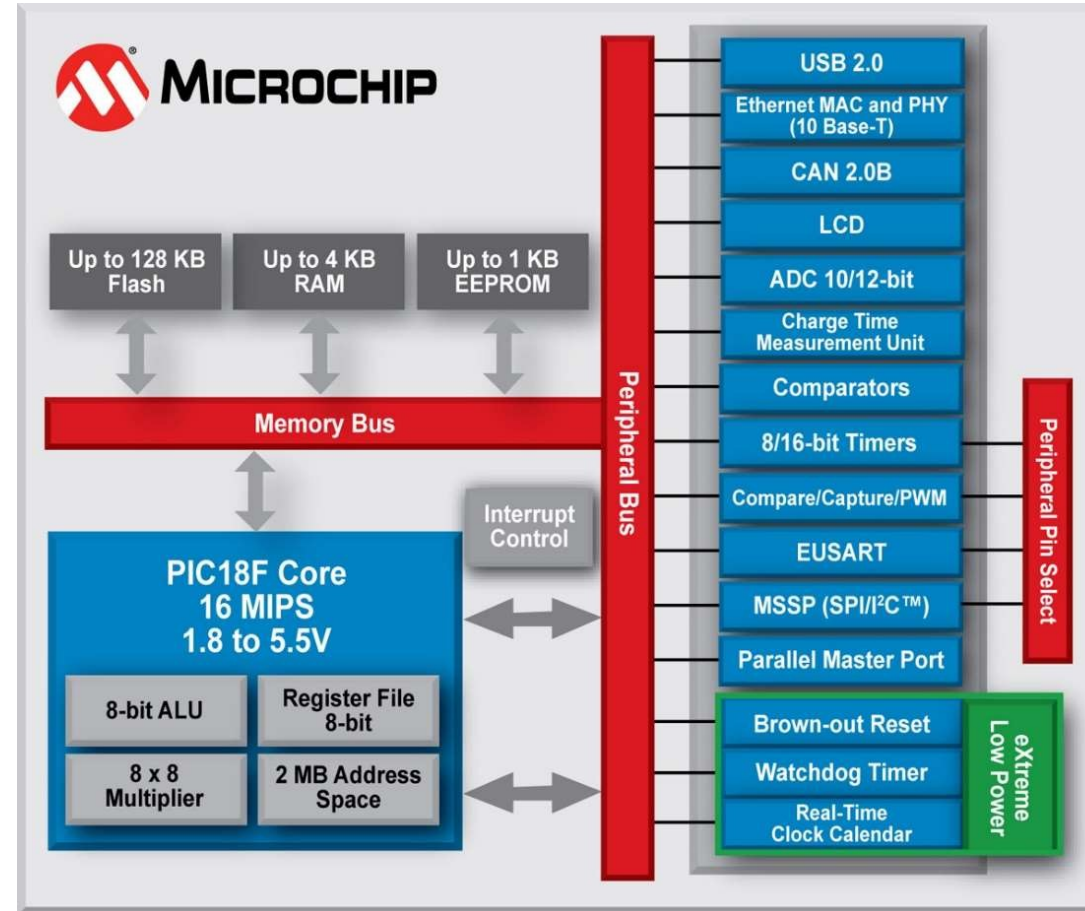 MICROCHIP
®
Up to 128 KB
Flash
Up to 4 KB
RAM
Up to 1 KB
EEPROM
Memory Bus
Interrupt
Control
PIC18F Core
16 MIPS
1.8 to 5.5V
8-bit ALU
Register File
8-bit
8 x 8
Multiplier
2 MB Address
Space
Peripheral Bus
USB 2.0
Ethernet MAC and PHY
(10 Base-T)
CAN 2.0B
LCD
ADC 10/12-bit
Charge Time
Measurement Unit
Comparators
8/16-bit Timers
Compare/Capture/PWM
EUSART
MSSP (SPI/I²C™)
Parallel Master Port
Brown-out Reset
Watchdog Timer
Real-Time
Clock Calendar
eXtreme
Low Power
Peripheral Pin Select